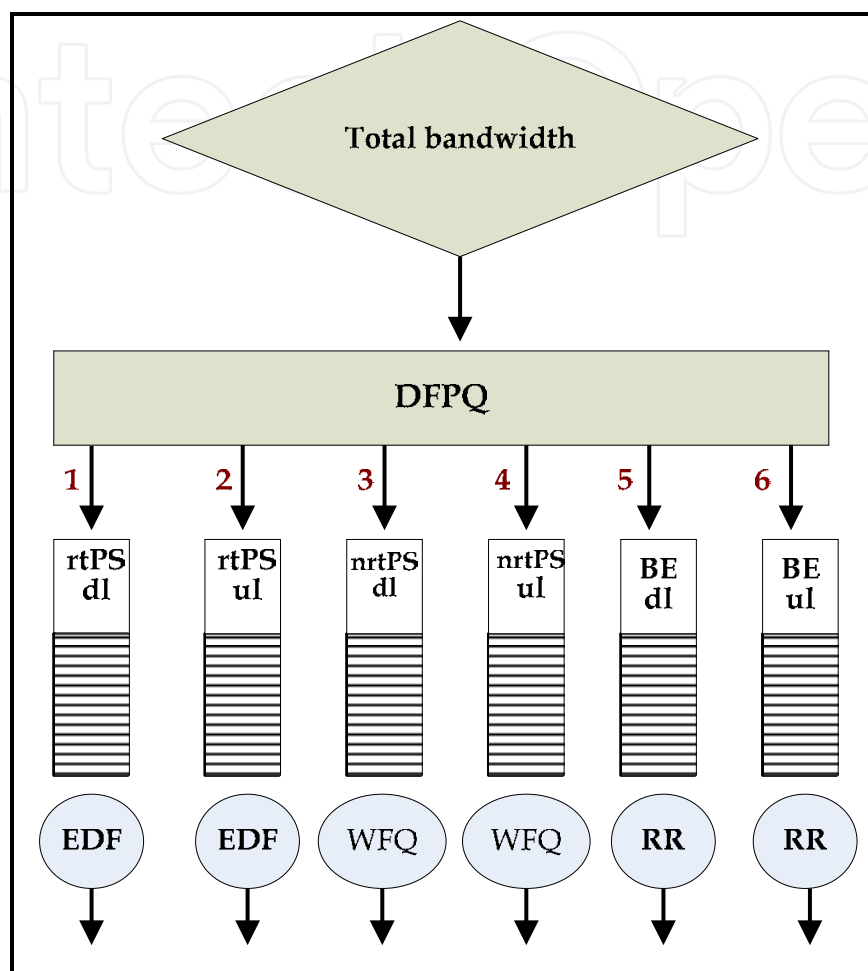 Total bandwidth
DFPQ
1 2 3 4 5 6
rtPS rtPS nrtPS nrtPS BE BE
dl ul dl ul dl ul
EDF EDF WFQ WFQ RR RR